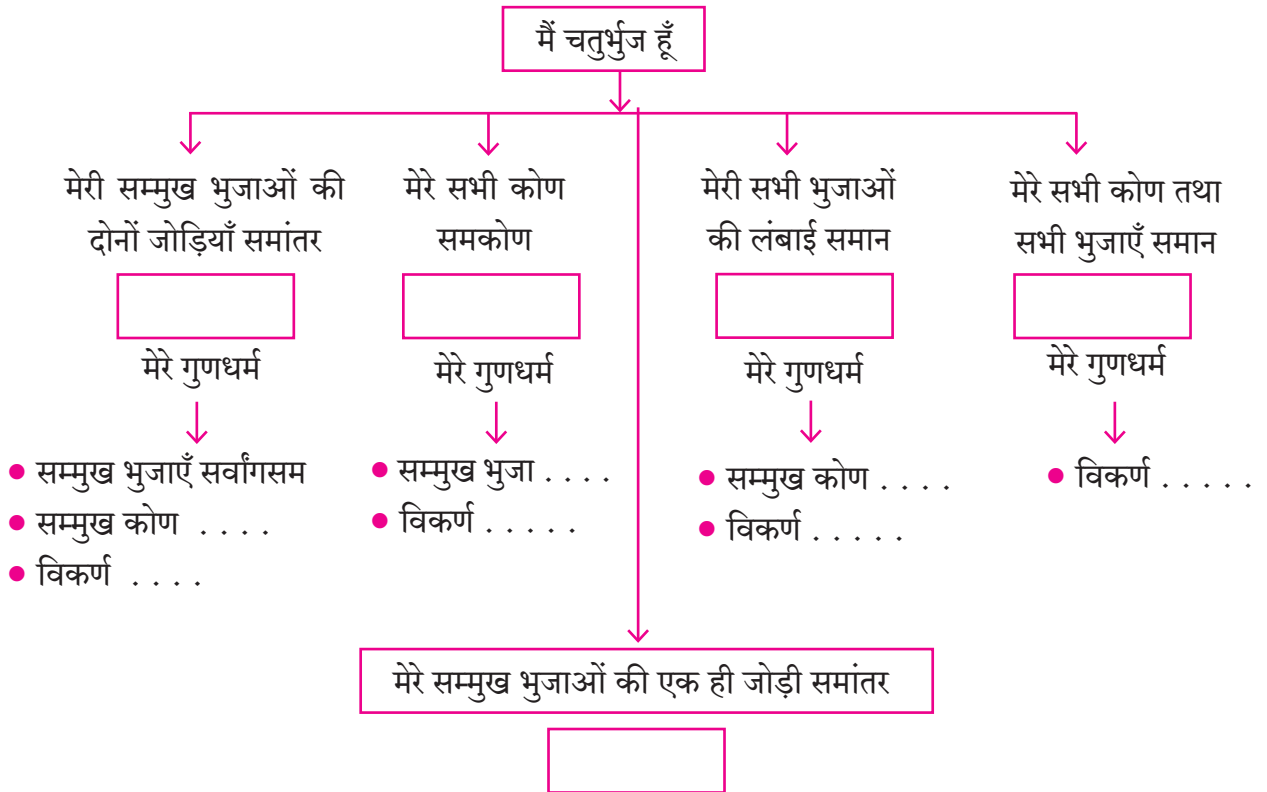 मैं चतुर्भुज हूँ
मेरी सम्मुख भुजाओं की
दोनों जोड़ियाँ समांतर
मेरे गुणधर्म
● सम्मुख भुजाएँ सर्वांगसम
● सम्मुख कोण . . . .
● विकर्ण . . . .
मेरे सभी कोण
समकोण
मेरे गुणधर्म
● सम्मुख भुजा . . . .
● विकर्ण . . . . .
मेरी सभी भुजाओं
की लंबाई समान
मेरे गुणधर्म
● सम्मुख कोण . . . .
● विकर्ण . . . . .
मेरे सभी कोण तथा
सभी भुजाएँ समान
मेरे गुणधर्म
● विकर्ण . . . . .
मेरे सम्मुख भुजाओं की एक ही जोड़ी समांतर